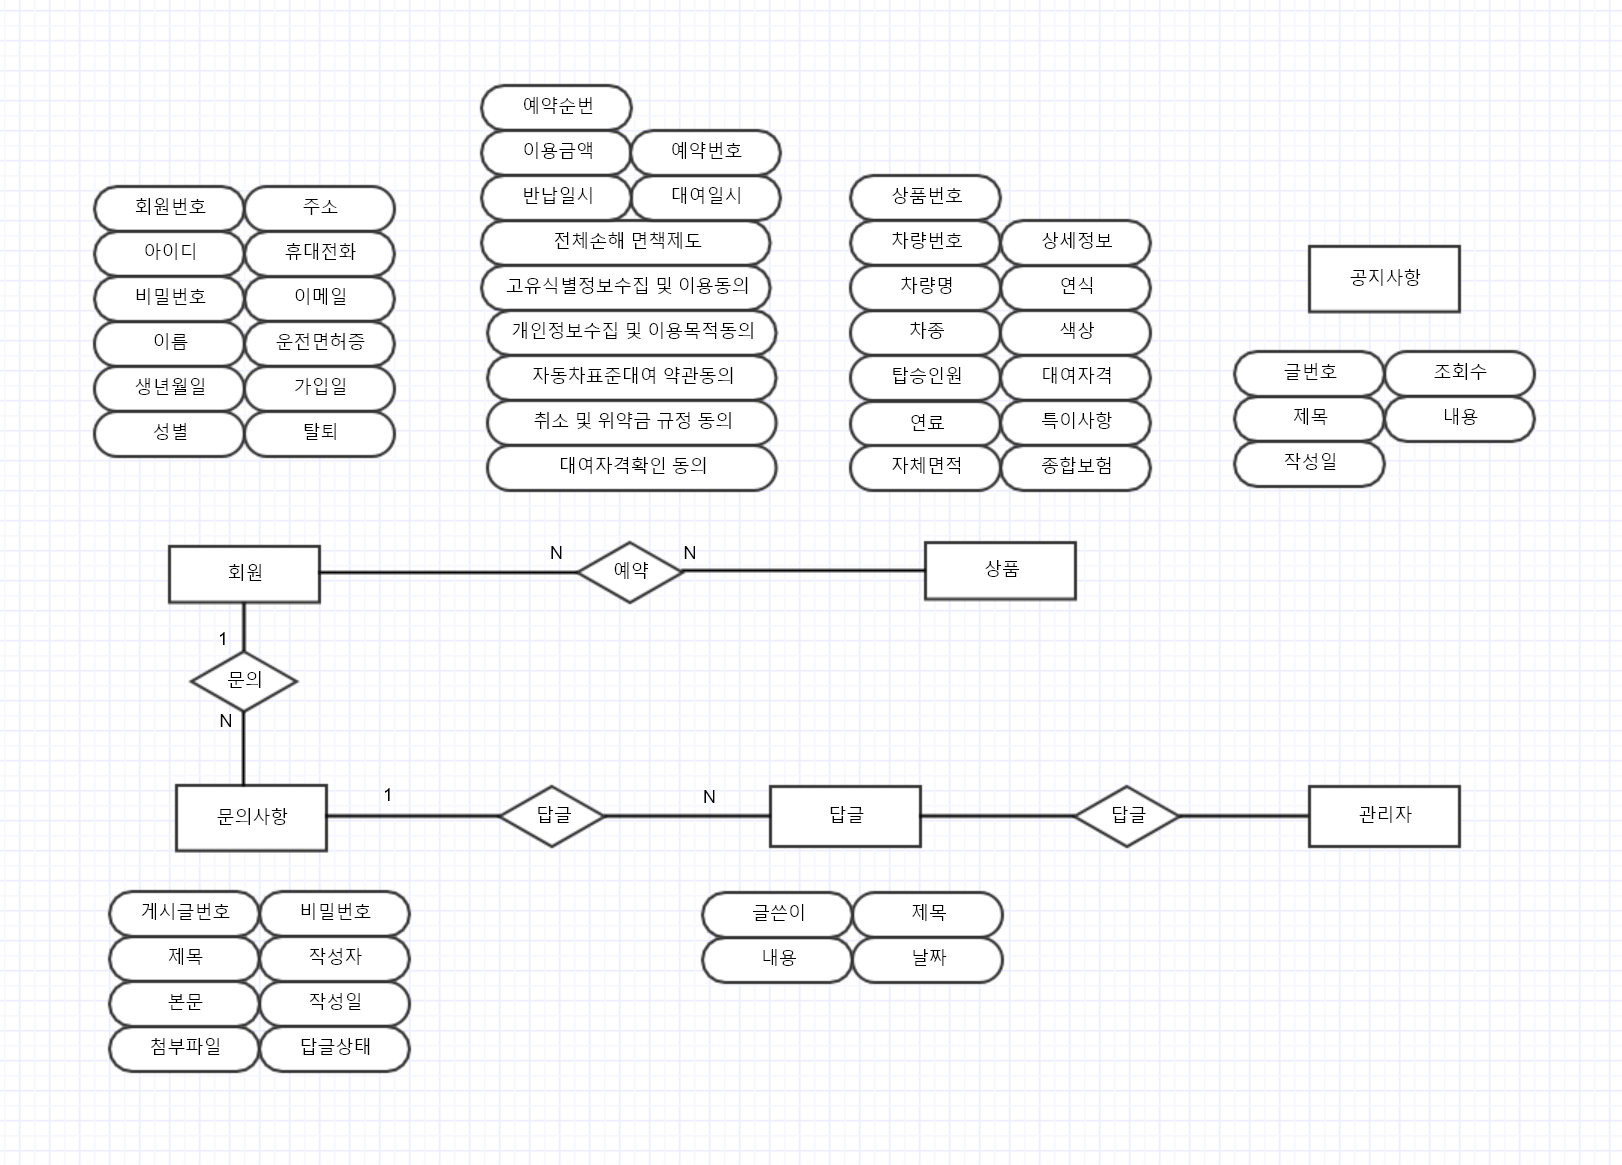 예약순번
이용금액
예약번호
반납일시
대여일시
전체손해 면책제도
고유식별정보수집 및 이용동의
개인정보수집 및 이용목적동의
자동차표준대여 약관동의
취소 및 위약금 규정 동의
대여자격확인 동의
회원번호
주소
아이디
휴대전화
비밀번호
이메일
이름
운전면허증
생년월일
가입일
성별
탈퇴
상품번호
차량번호
상세정보
차량명
연식
차종
색상
탑승인원
대여자격
연료
특이사항
자체면적
종합보험
공지사항
글번호
조회수
제목
내용
작성일
회원
N
예약
N
상품
1
문의
N
문의사항
1
답글
N
답글
답글
관리자
게시글번호
비밀번호
제목
작성자
본문
작성일
첨부파일
답글상태
글쓴이
제목
내용
날짜